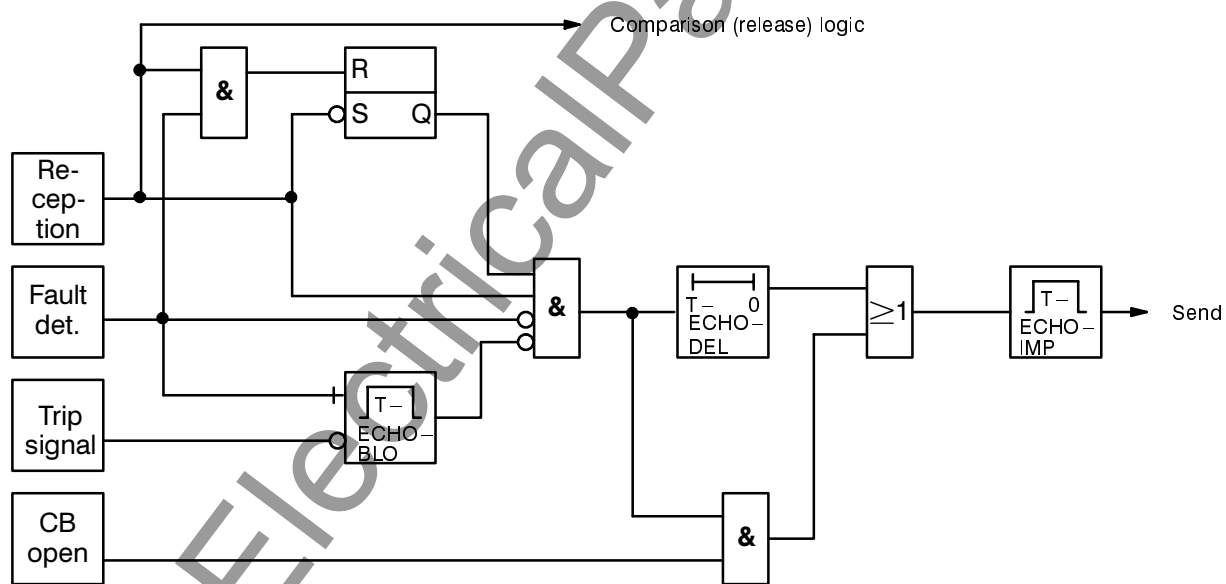 Comparison (release) logic
&
R
S Q
Re-
cep-
tion
Fault
det.
&
T– 0
ECHO–
DEL
≥1
T–
ECHO–
IMP
Send
Trip
signal
T–
ECHO–
BLO
CB
open
&
ElectricalPa